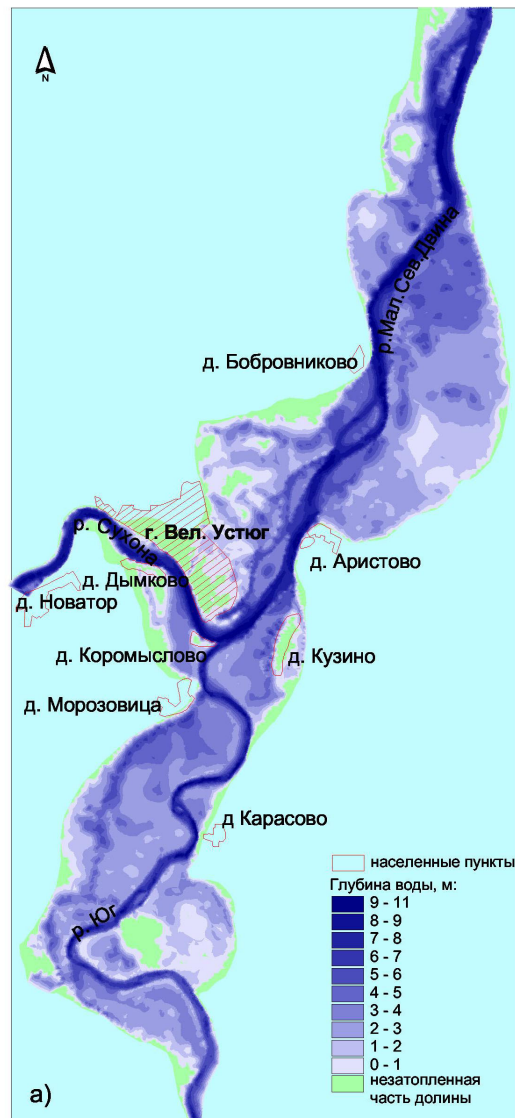 N
р.Мал.Сев.Двина
д. Бобровниково
р. Сухона
г. Вел. Устюг
д. Аристово
д. Дымково
д. Новатор
д. Коромыслово
д. Кузино
д. Морозовица
д Карасово
р. Юг
населенные пункты
Глубина воды, м:
9 - 11
8 - 9
7 - 8
6 - 7
5 - 6
4 - 5
3 - 4
2 - 3
1 - 2
0 - 1
незатопленная
часть долины
а)